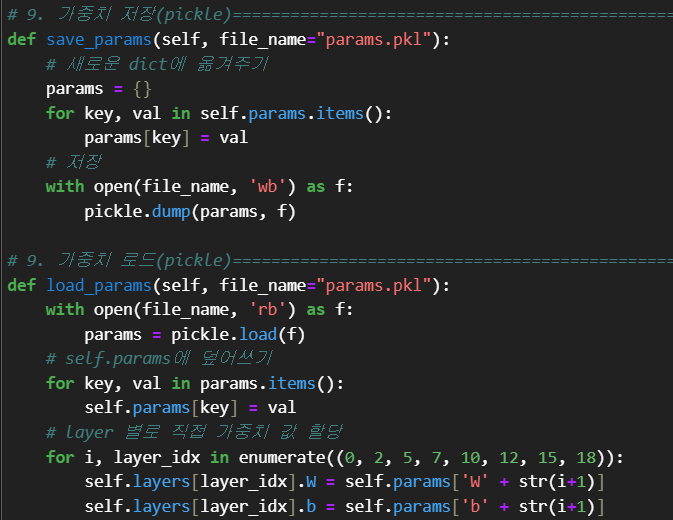 # 9. 가중치 저장(pickle)===========================================
def save_params(self, file_name="params.pkl"):
    # 새로운 dict에 옮겨주기
    params = {}
    for key, val in self.params.items():
        params[key] = val
    # 저장
    with open(file_name, 'wb') as f:
        pickle.dump(params, f)
# 9. 가중치 로드(pickle)===========================================
def load_params(self, file_name="params.pkl"):
    with open(file_name, 'rb') as f:
        params = pickle.load(f)
    # self.params에 덮어쓰기
    for key, val in params.items():
        self.params[key] = val
    # layer 별로 직접 가중치 값 할당
    for i, layer_idx in enumerate((0, 2, 5, 7, 10, 12, 15, 18)):
        self.layers[layer_idx].W = self.params['W' + str(i+1)]
        self.layers[layer_idx].b = self.params['b' + str(i+1)]